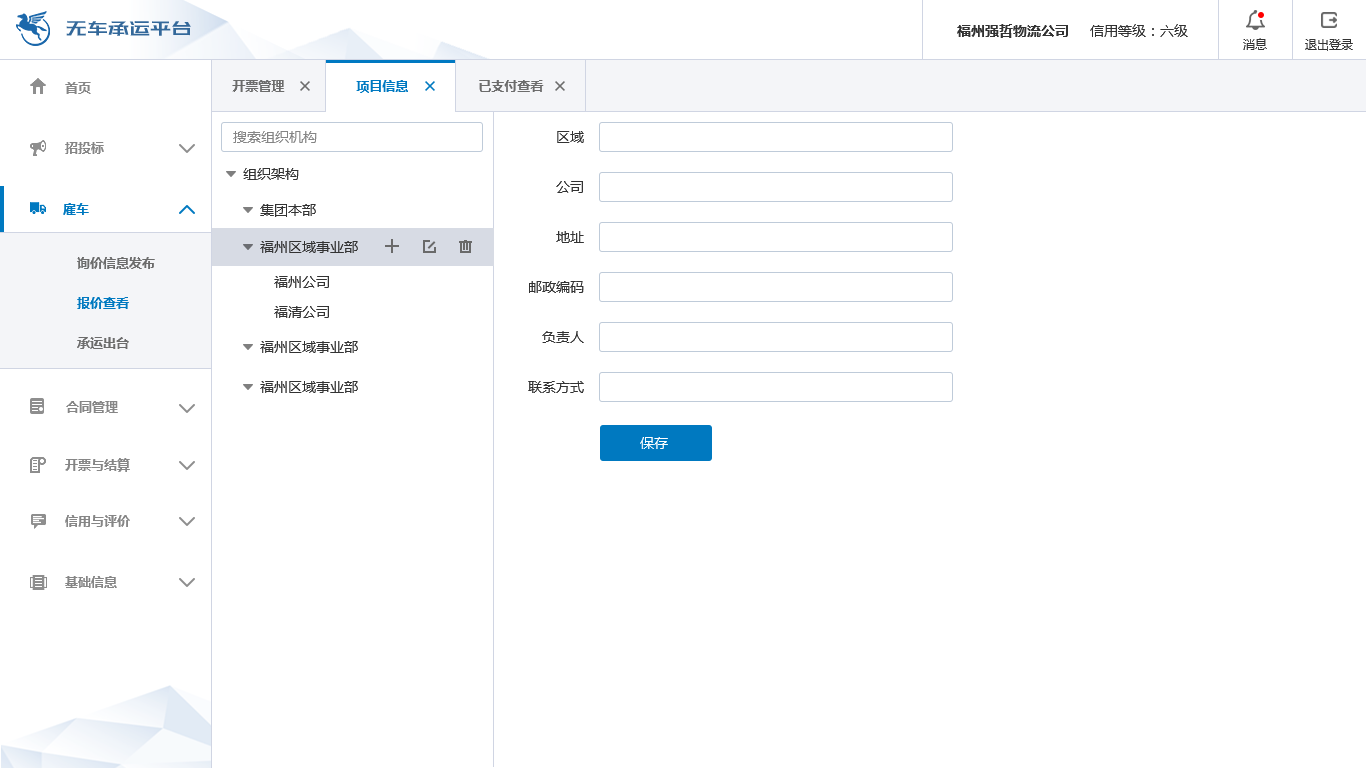 无车承运平台
福州强哲物流公司 信用等级：六级
消息
退出登录
首页
招投标
雇车
询价信息发布
报价查看
承运出台
合同管理
开票与结算
信用与评价
基础信息
开票管理
项目信息
已支付查看
搜索组织机构
组织架构
集团本部
福州区域事业部
福州公司
福清公司
福州区域事业部
福州区域事业部
区域
公司
地址
邮政编码
负责人
联系方式
保存